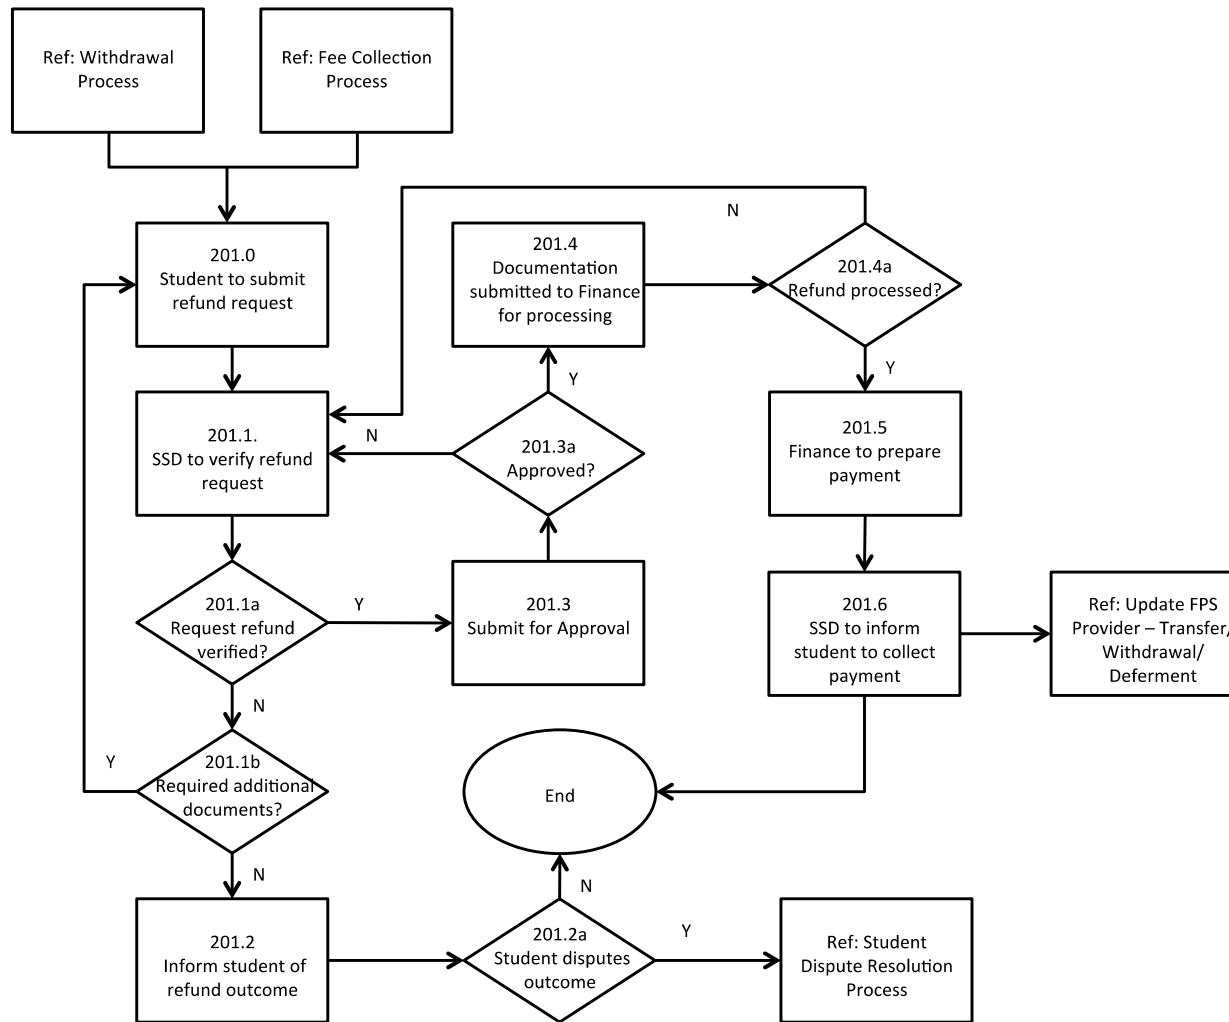 Ref: Withdrawal
Process
Ref: Fee Collection
Process
N
201.0
Student to submit
refund request
201.4
Documentation
submitted to Finance
for processing
201.4a
Refund processed?
Y
Y
201.1.
SSD to verify refund
request
N
201.3a
Approved?
201.5
Finance to prepare
payment
201.1a
Request refund
verified?
Y
201.3
Submit for Approval
201.6
SSD to inform
student to collect
payment
Ref: Update FPS
Provider – Transfer/
Withdrawal/
Deferment
N
Y
201.1b
Required additional
documents?
End
N
N
201.2
Inform student of
refund outcome
201.2a
Student disputes
outcome
Y
Ref: Student
Dispute Resolution
Process